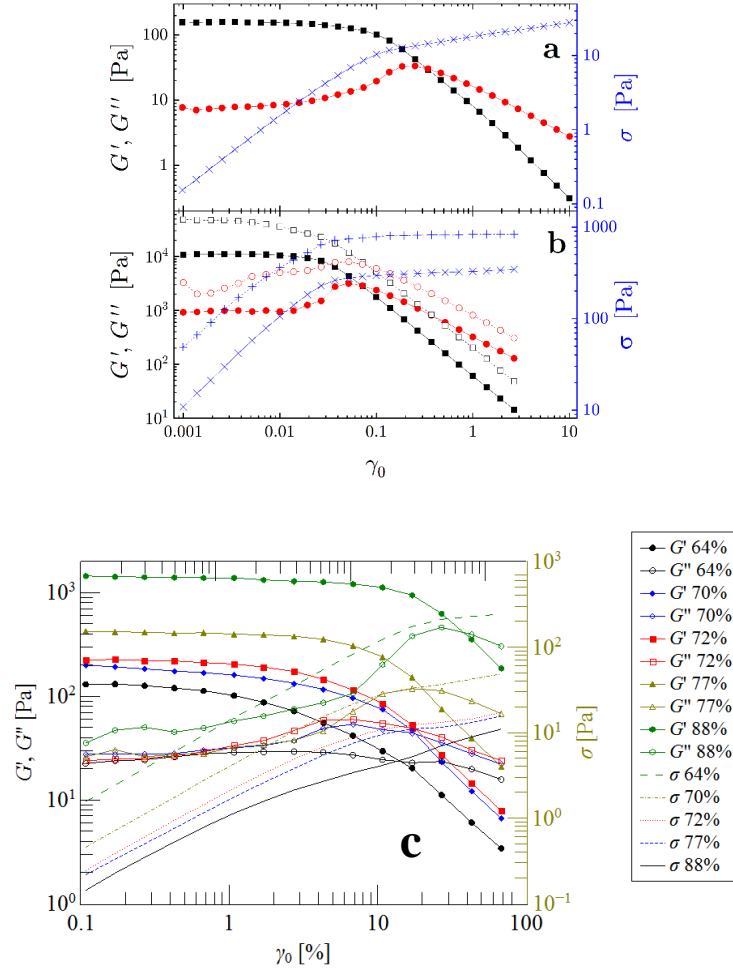 a
100
10
1
G′, G″ [Pa]
10
1
0.1
σ [Pa]
b
10⁴
10³
10²
10¹
G′, G″ [Pa]
1000
100
10
σ [Pa]
0.001 0.01 0.1 1 10
γ₀
c
10³
10²
10¹
10⁰
G', G'' [Pa]
10³
10²
10¹
10⁰
10⁻¹
σ [Pa]
0.1 1 10 100
γ₀ [%]
G' 64%
G'' 64%
G' 70%
G'' 70%
G' 72%
G'' 72%
G' 77%
G'' 77%
G' 88%
G'' 88%
σ 64%
σ 70%
σ 72%
σ 77%
σ 88%